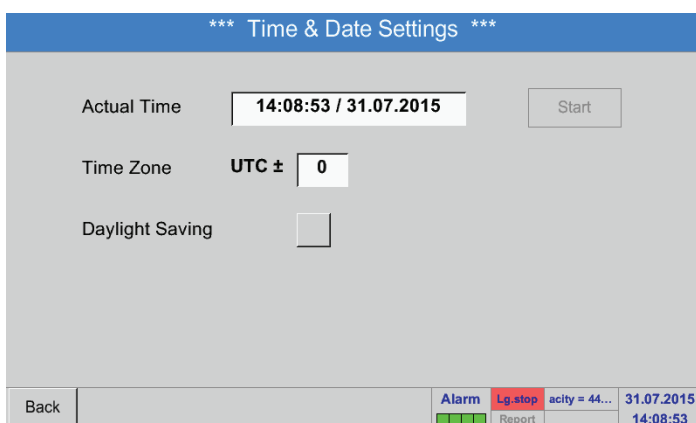 *** Time & Date Settings ***
Actual Time 14:08:53 / 31.07.2015 Start
Time Zone UTC ± 0
Daylight Saving
Back Alarm Lg.stop acity = 44... 31.07.2015
Report 14:08:53